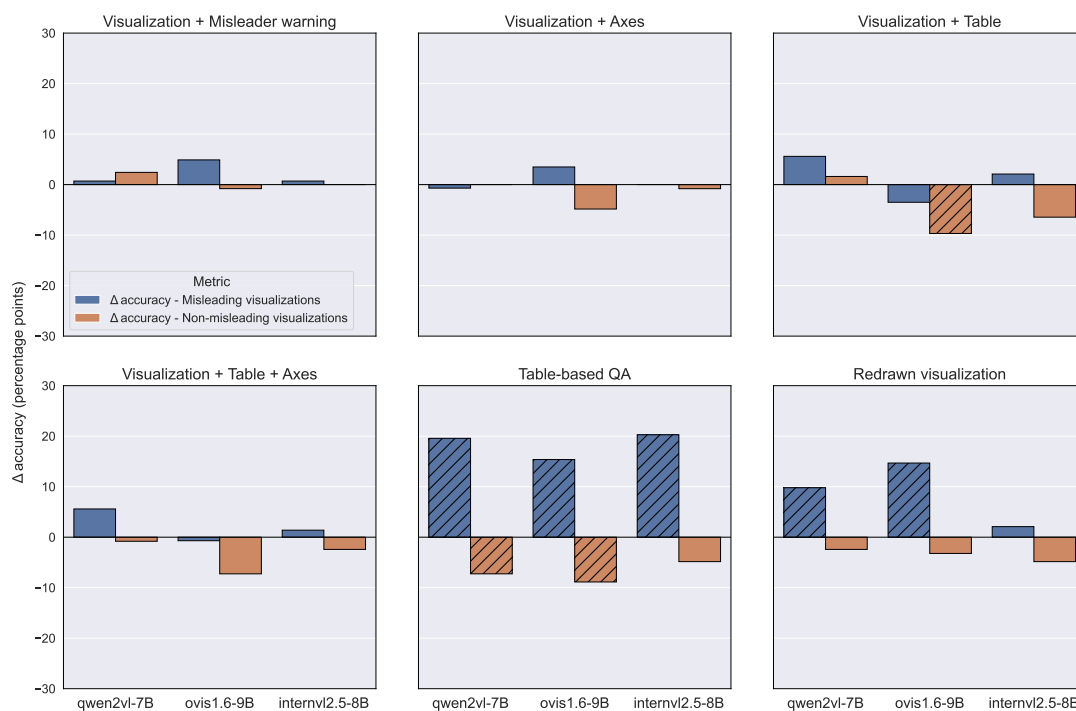 Visualization + Misleader warning
Visualization + Axes
Visualization + Table
30
20
10
0
−10
−20
−30
Metric
Δ accuracy - Misleading visualizations
Δ accuracy - Non-misleading visualizations
Δ accuracy (percentage points)
Visualization + Table + Axes
Table-based QA
Redrawn visualization
30
20
10
0
−10
−20
−30
qwen2vl-7B ovis1.6-9B internvl2.5-8B
qwen2vl-7B ovis1.6-9B internvl2.5-8B
qwen2vl-7B ovis1.6-9B internvl2.5-8B